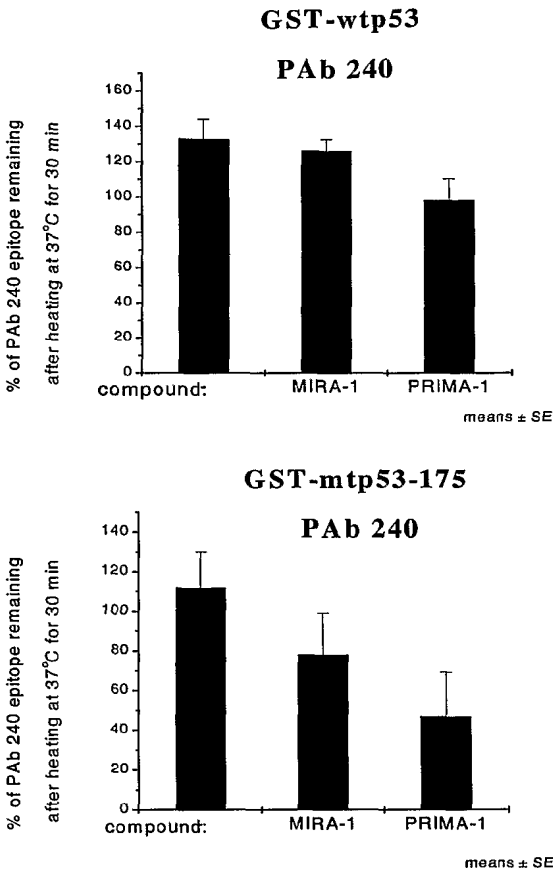 GST-wtp53
PAb 240
% of PAb 240 epitope remaining
after heating at 37°C for 30 min
160
140
120
100
80
60
40
20
0
compound:
MIRA-1
PRIMA-1
means ± SE
GST-mtp53-175
PAb 240
% of PAb 240 epitope remaining
after heating at 37°C for 30 min
140
120
100
80
60
40
20
0
compound:
MIRA-1
PRIMA-1
means ± SE